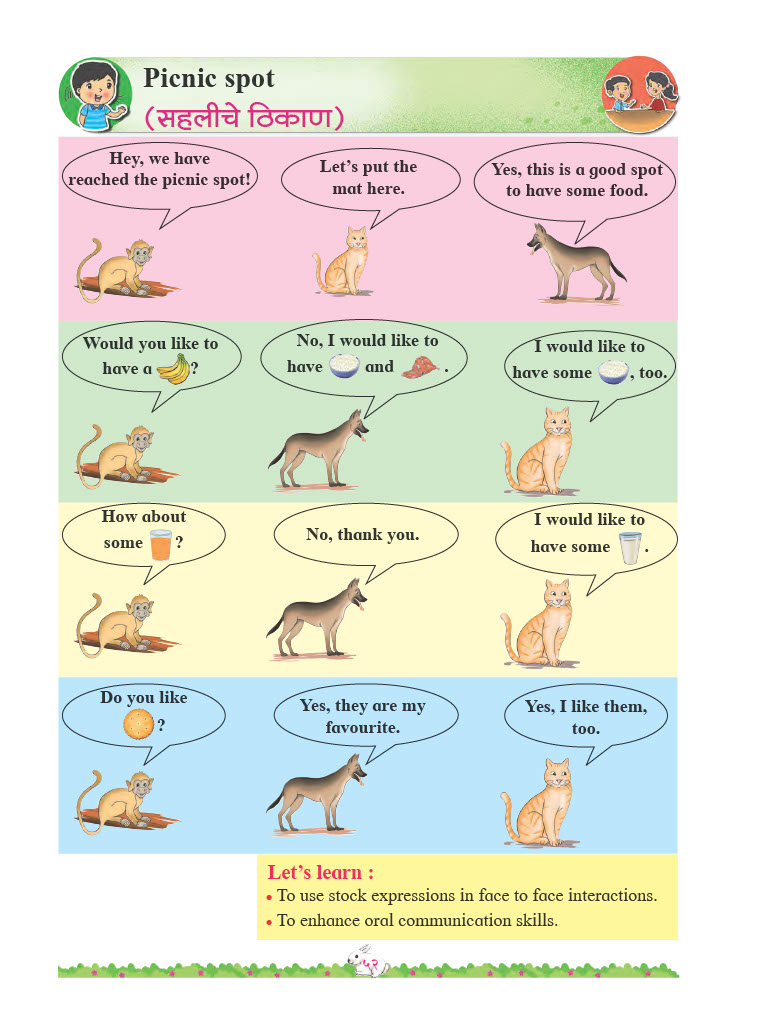 Picnic spot
(सहलीचे ठिकाण)
Hey, we have
reached the picnic spot!
Let's put the
mat here.
Yes, this is a good spot
to have some food.
Would you like to
have a ?
No, I would like to
have and .
I would like to
have some , too.
How about
some ?
No, thank you.
I would like to
have some .
Do you like
?
Yes, they are my
favourite.
Yes, I like them,
too.
Let's learn :
• To use stock expressions in face to face interactions.
• To enhance oral communication skills.
५२